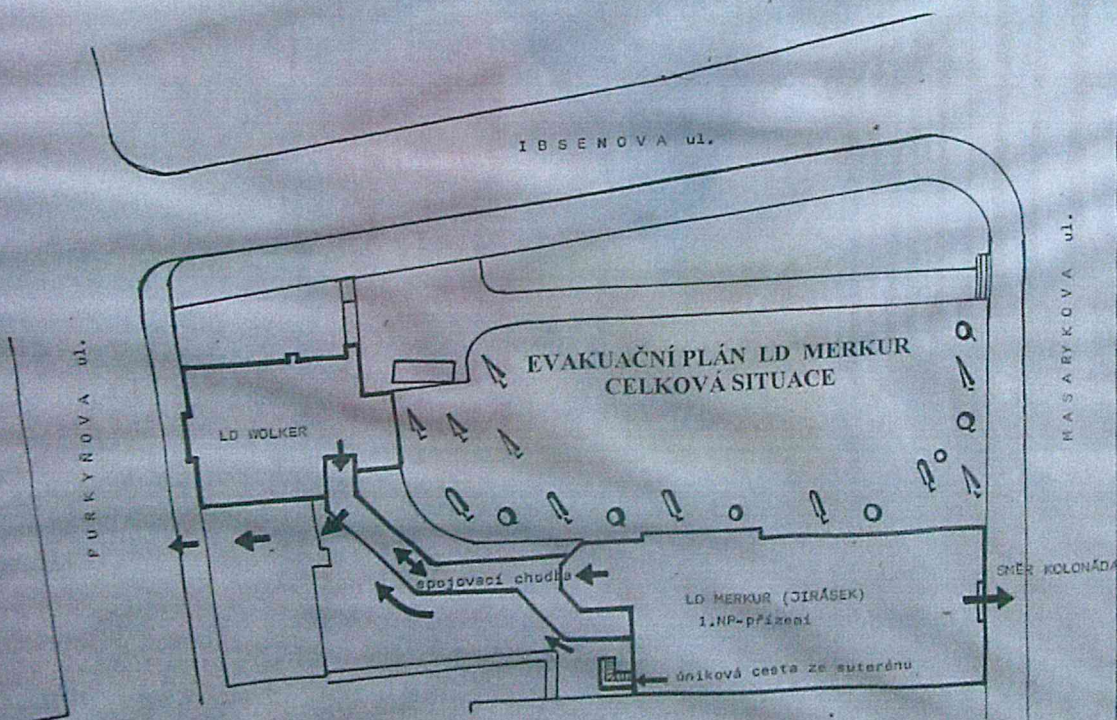 IBSENOVA ul.
MASARYKOVA ul.
PURKYŇOVA ul.
EVAKUAČNÍ PLÁN LD MERKUR
CELKOVÁ SITUACE
LD WOLKER
spojovací chodba
SMĚR KOLONÁDA
LD MERKUR (JIRÁSEK)
1.NP-přízemí
úniková cesta ze suterénu